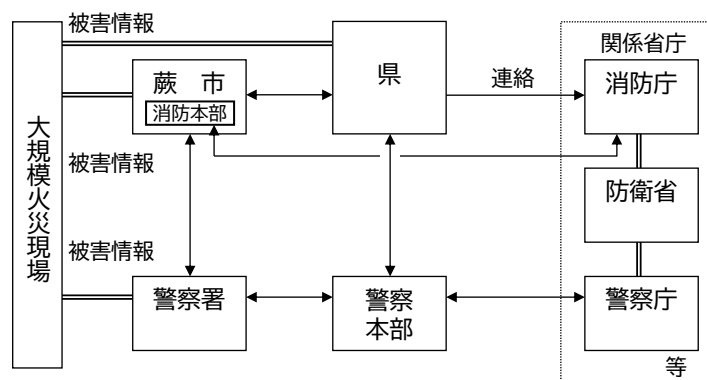 被害情報
関係省庁
県
連絡
消防庁
蕨　市
消防本部
大規模火災現場
被害情報
防衛省
被害情報
警察署
警察
本部
警察庁
等